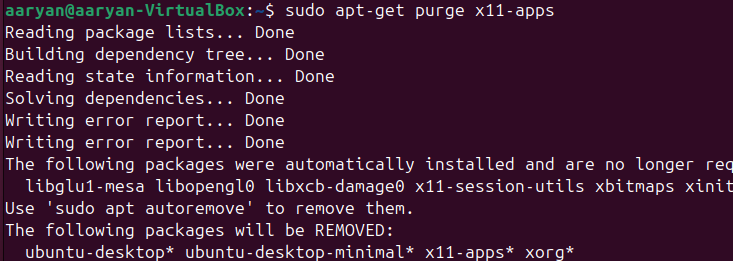 aaryan@aaryan-VirtualBox:~$ sudo apt-get purge x11-apps
Reading package lists... Done
Building dependency tree... Done
Reading state information... Done
Solving dependencies... Done
Writing error report... Done
Writing error report... Done
The following packages were automatically installed and are no longer req
libglu1-mesa libopengl0 libxcb-damage0 x11-session-utils xbitmaps xinit
Use 'sudo apt autoremove' to remove them.
The following packages will be REMOVED:
ubuntu-desktop* ubuntu-desktop-minimal* x11-apps* xorg*